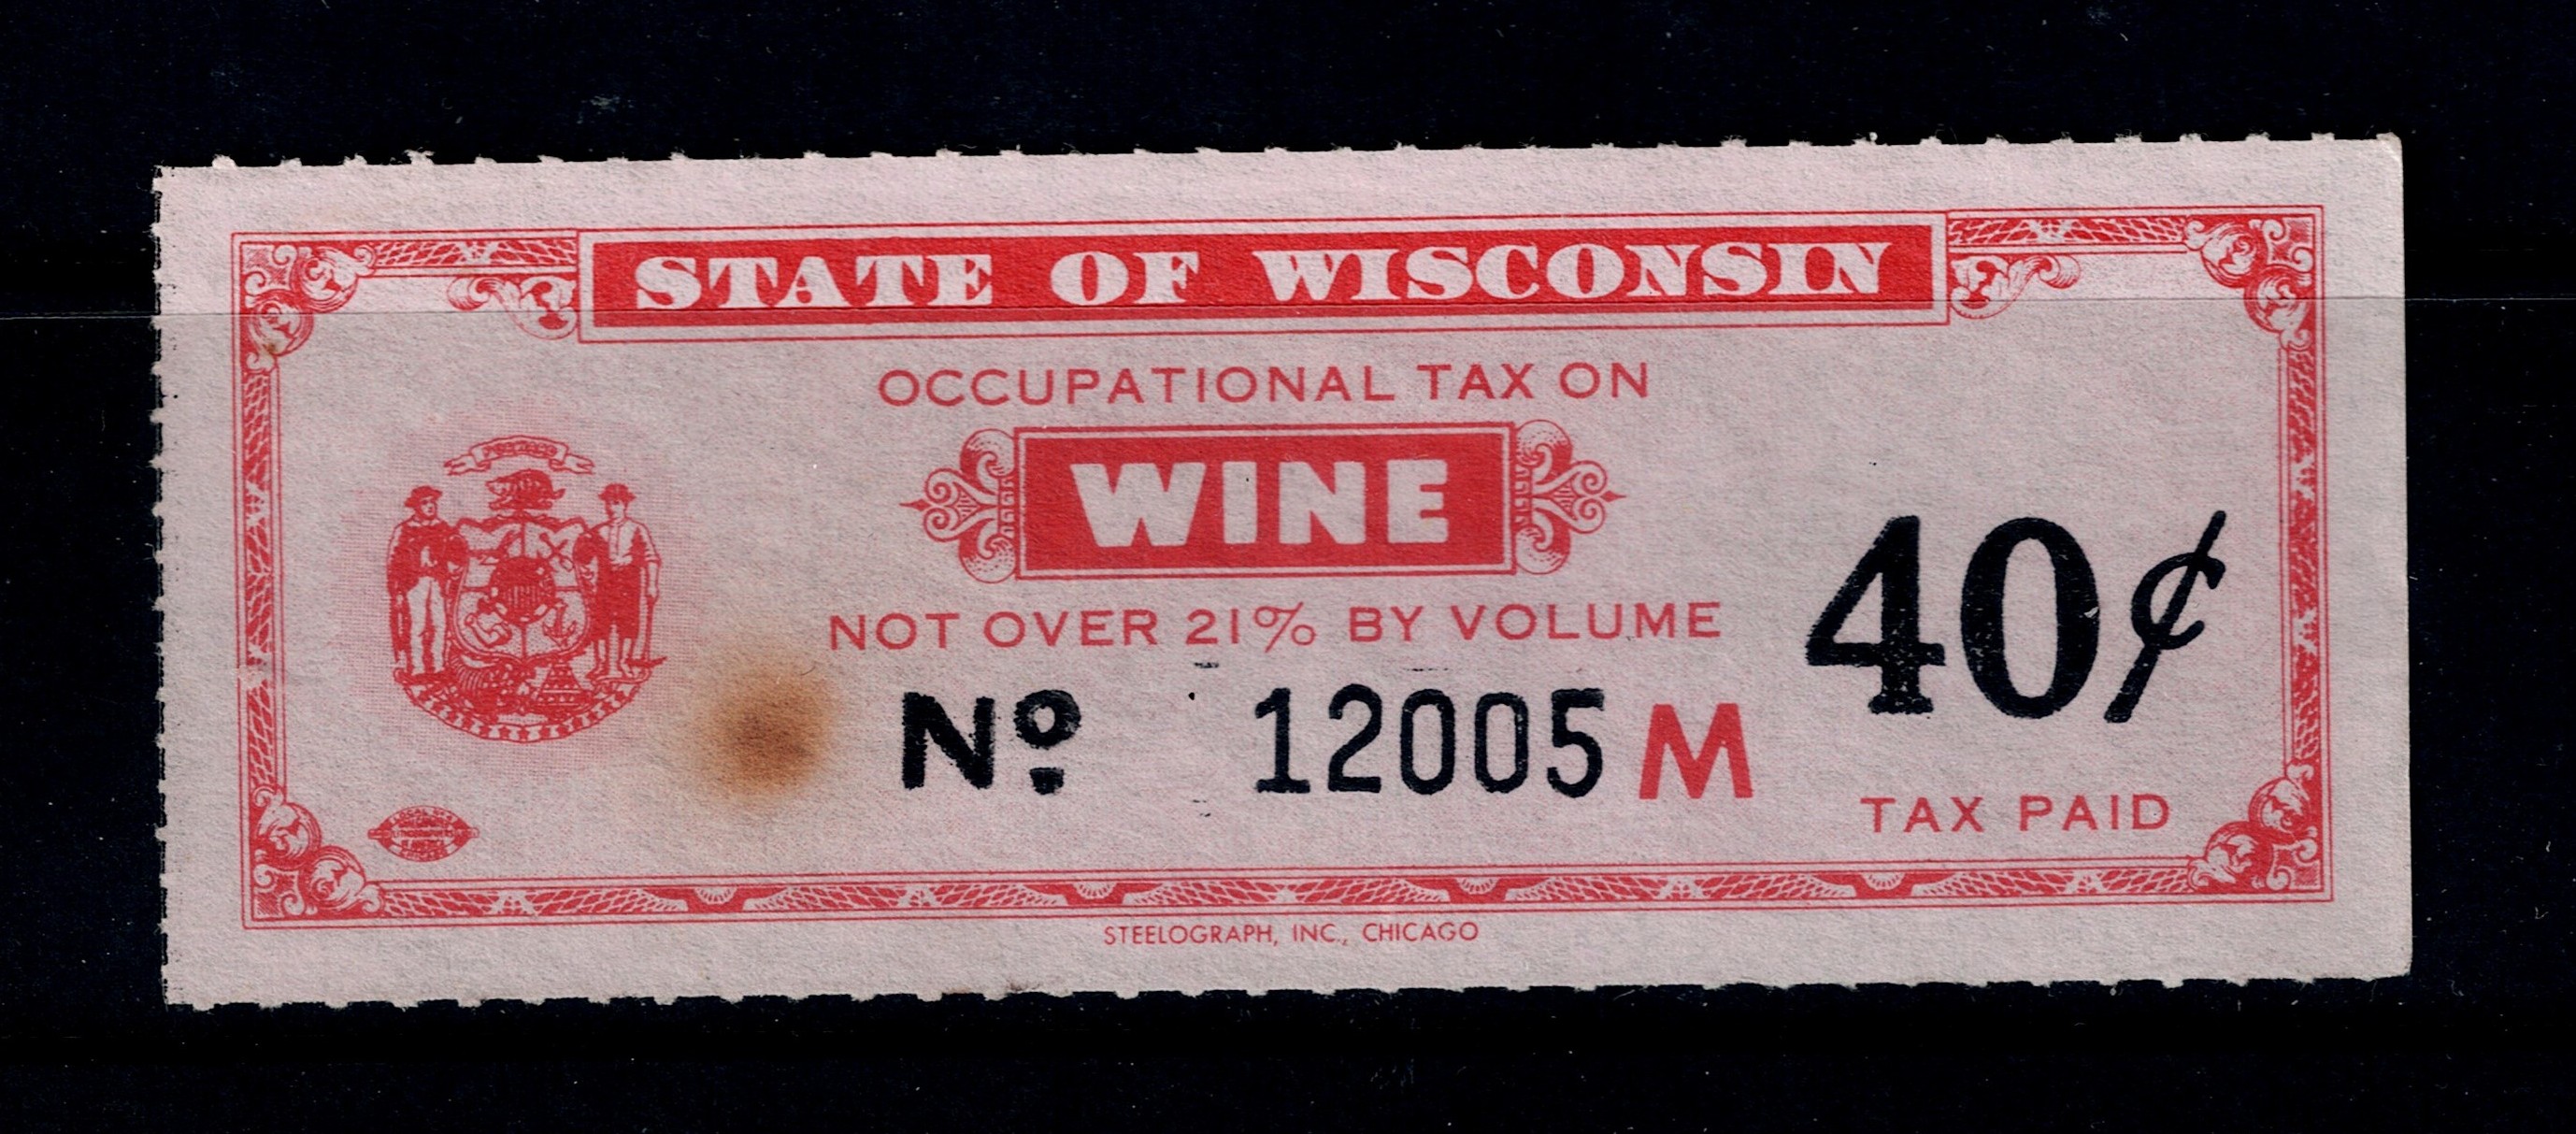 STATE OF WISCONSIN
OCCUPATIONAL TAX ON
WINE
NOT OVER 21% BY VOLUME
Nº 12005 M
40¢
TAX PAID
STEELOGRAPH, INC., CHICAGO